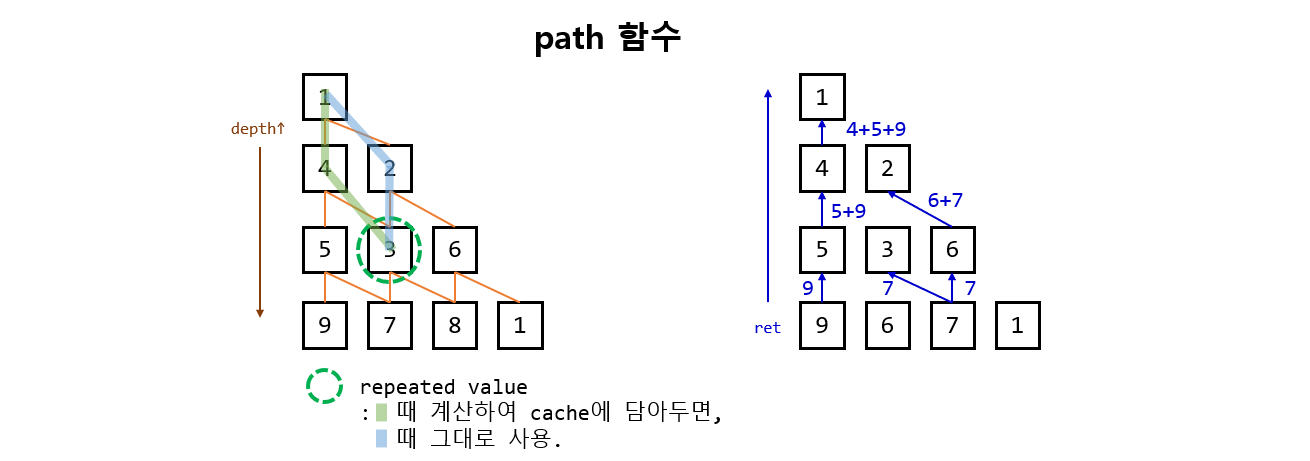 path 함수
depth↑
1
4 2
5 3 6
9 7 8 1
repeated value
: 때 계산하여 cache에 담아두면,
때 그대로 사용.
1
4+5+9
4 2
5+9 6+7
5 3 6
9 7 7
ret
9 6 7 1